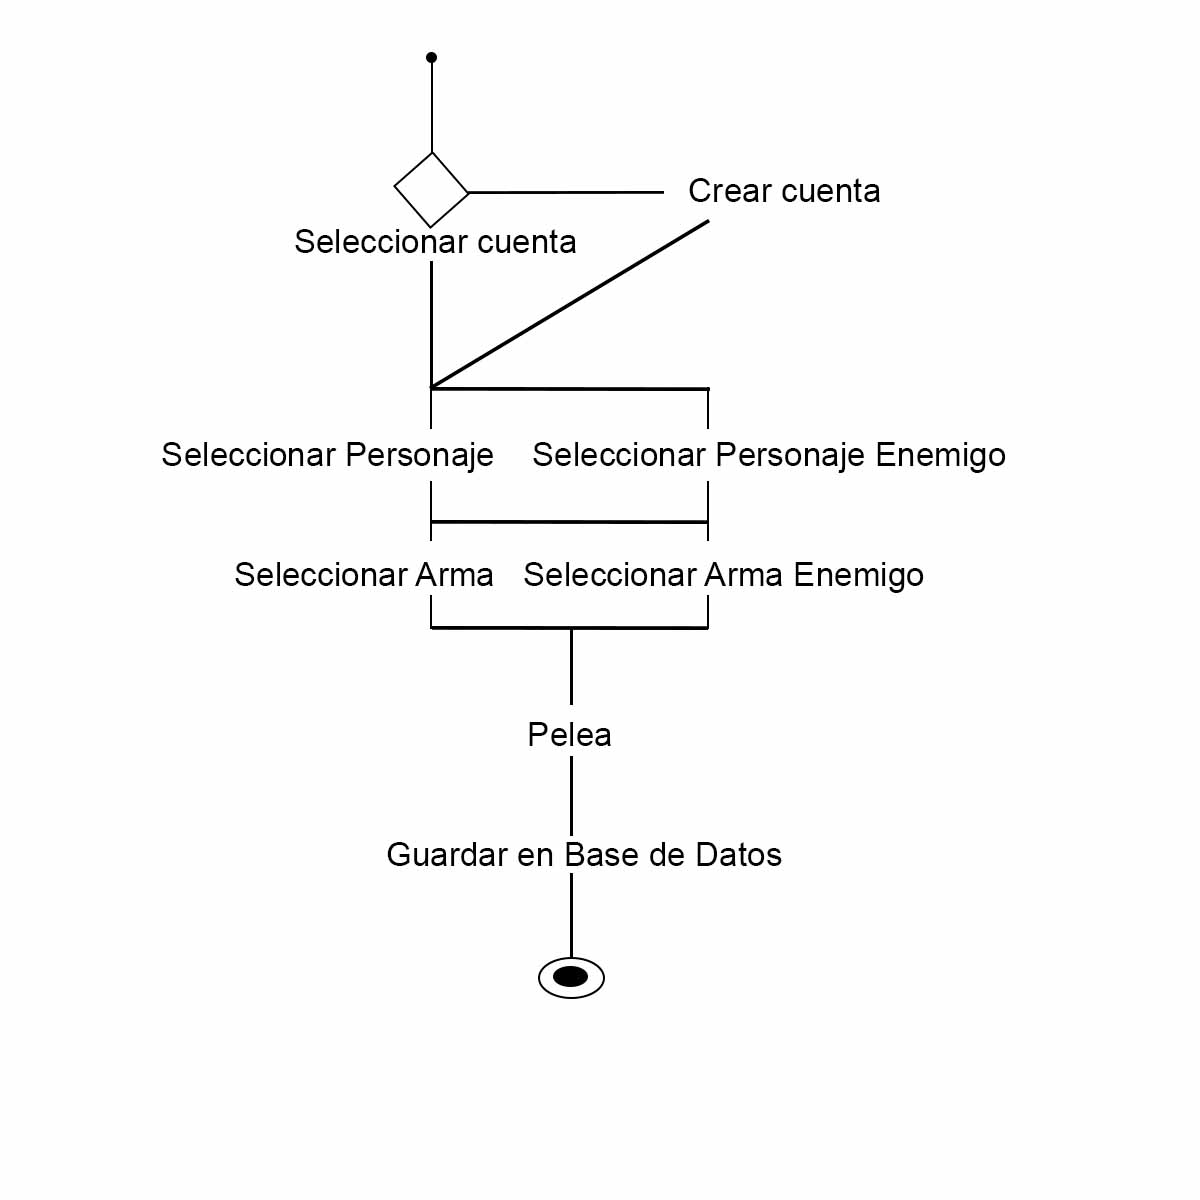 Crear cuenta
Seleccionar cuenta
Seleccionar Personaje
Seleccionar Personaje Enemigo
Seleccionar Arma
Seleccionar Arma Enemigo
Pelea
Guardar en Base de Datos